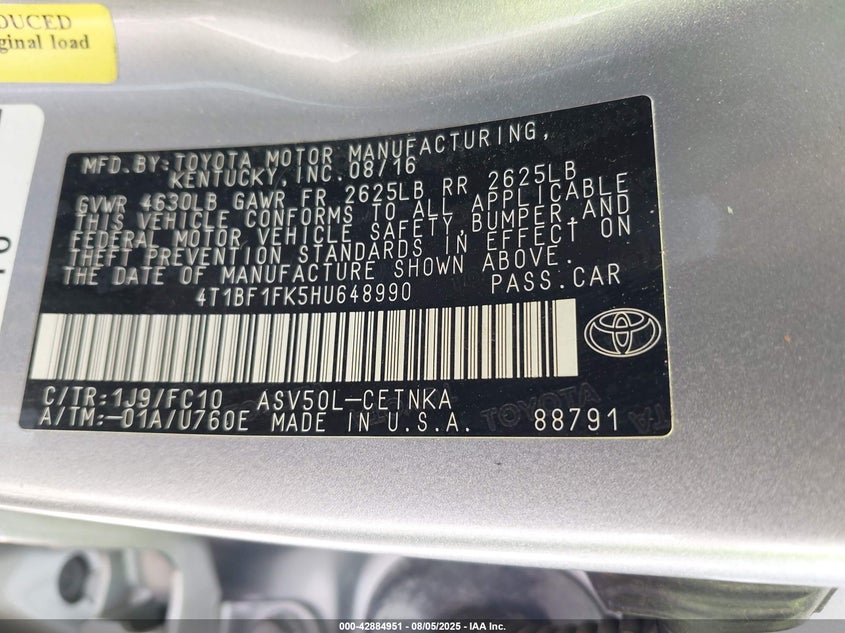 ODUCED
ginal load
MFD.BY:TOYOTA MOTOR MANUFACTURING,
KENTUCKY,INC.08/16
GVWR 4630LB GAWR FR 2625LB RR 2625LB
THIS VEHICLE CONFORMS TO ALL APPLICABLE
FEDERAL MOTOR VEHICLE SAFETY,BUMPER,AND
THEFT PREVENTION STANDARDS IN EFFECT ON
THE DATE OF MANUFACTURE SHOWN ABOVE.
4T1BF1FK5HU648990 PASS.CAR
C/TR:1J9/FC10 ASV50L-CETNKA
A/TM:-01A/U760E MADE IN U.S.A. 88791
TOYOTA
000-42884951 - 08/05/2025 - IAA Inc.